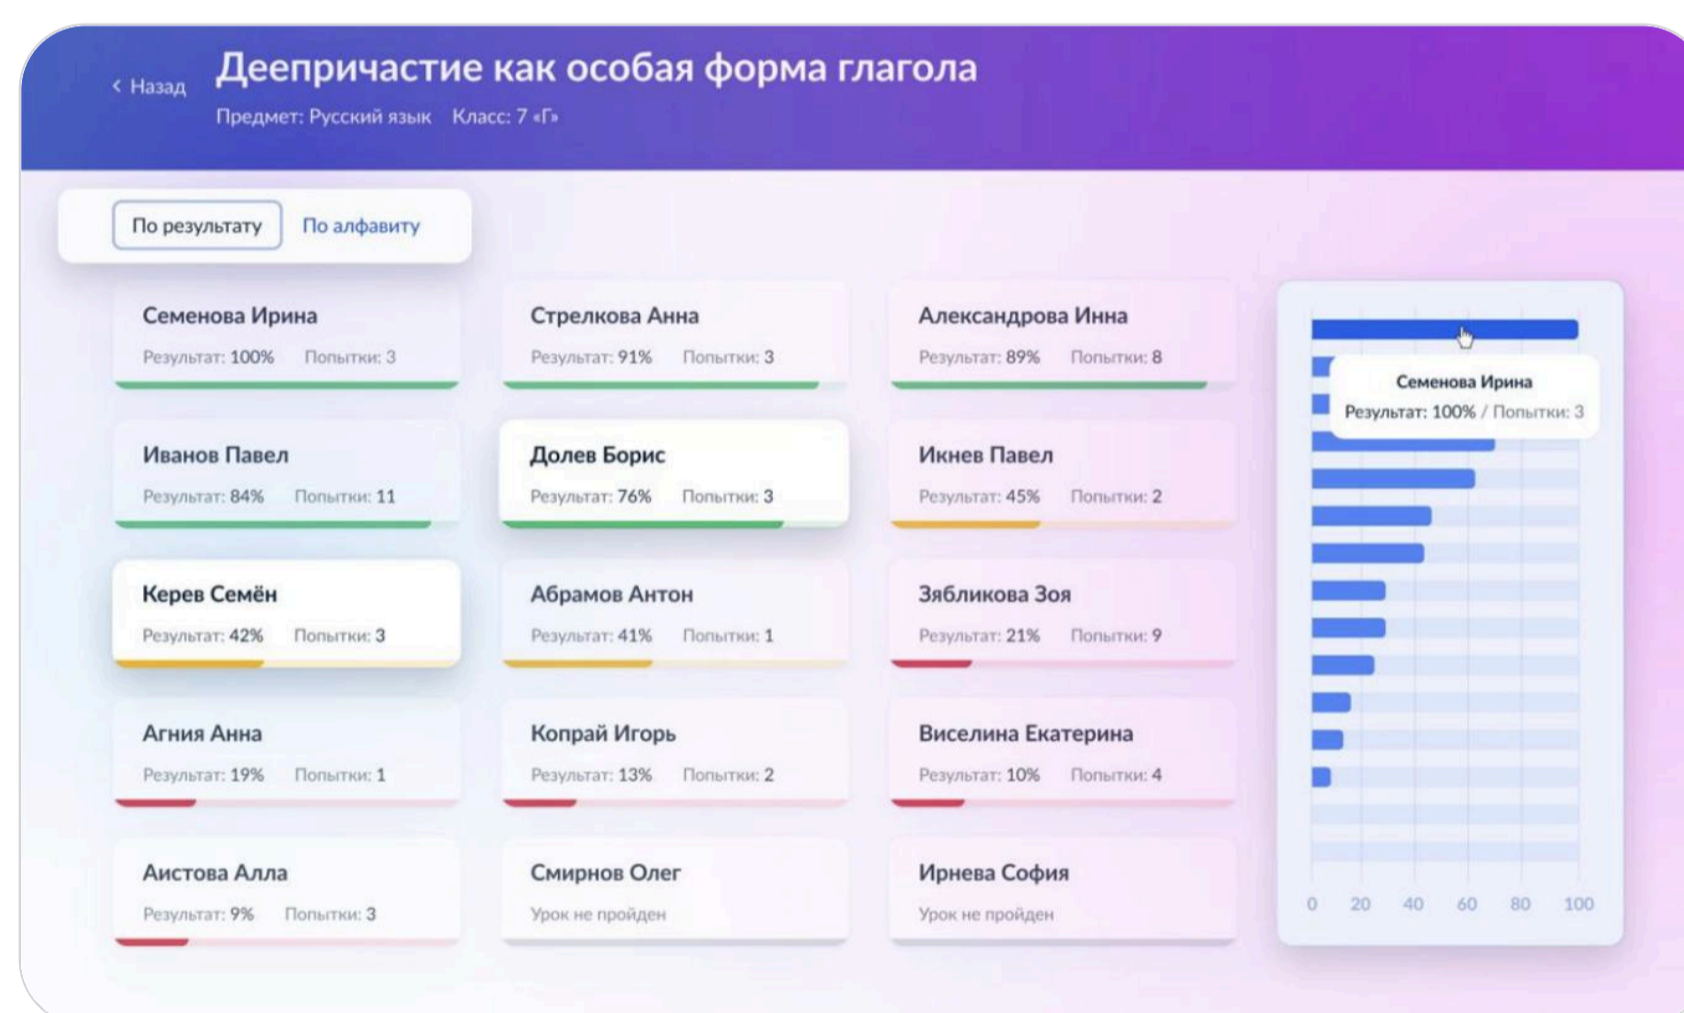 Назад
Деепричастие как особая форма глагола
Предмет: Русский язык Класс: 7 «Г»
По результату По алфавиту
Семенова Ирина
Результат: 100% Попытки: 3
Стрелкова Анна
Результат: 91% Попытки: 3
Александрова Инна
Результат: 89% Попытки: 8
Иванов Павел
Результат: 84% Попытки: 11
Долев Борис
Результат: 76% Попытки: 3
Икнев Павел
Результат: 45% Попытки: 2
Керев Семён
Результат: 42% Попытки: 3
Абрамов Антон
Результат: 41% Попытки: 1
Зябликова Зоя
Результат: 21% Попытки: 9
Агния Анна
Результат: 19% Попытки: 1
Копрай Игорь
Результат: 13% Попытки: 2
Виселина Екатерина
Результат: 10% Попытки: 4
Аистова Алла
Результат: 9% Попытки: 3
Смирнов Олег
Урок не пройден
Ирнева София
Урок не пройден
Семенова Ирина
Результат: 100% / Попытки: 3
0 20 40 60 80 100